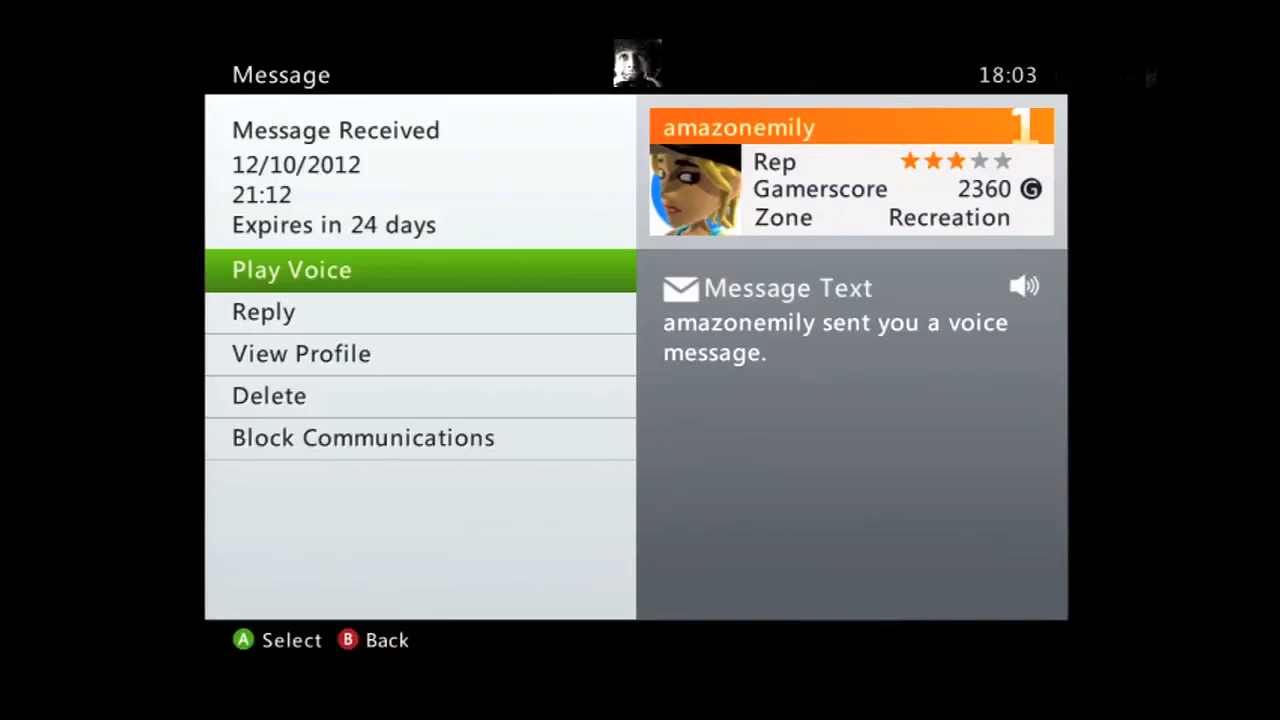 Message
18:03
Message Received
12/10/2012
21:12
Expires in 24 days
Play Voice
Reply
View Profile
Delete
Block Communications
amazonemily
1
Rep
Gamerscore 2360 G
Zone Recreation
Message Text
amazonemily sent you a voice
message.
A Select B Back